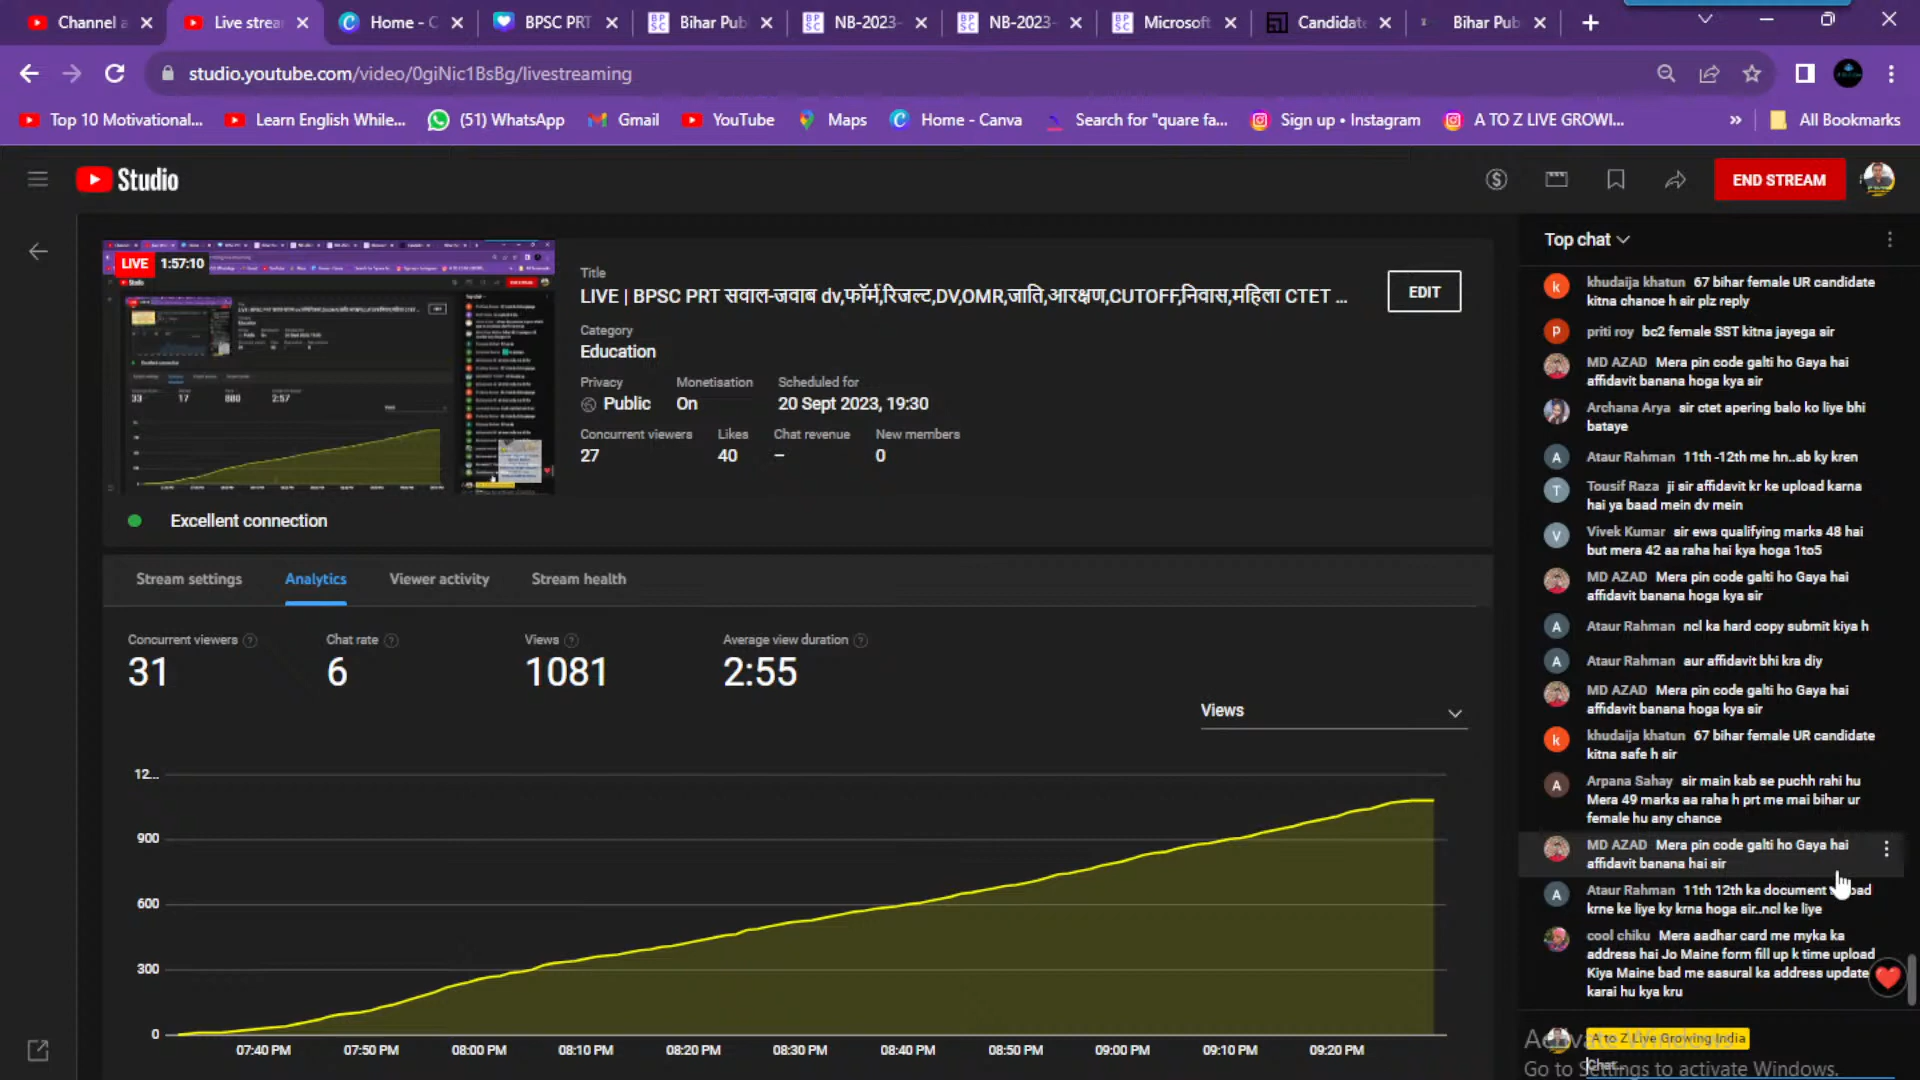 Channel a
Live strea
Home - C
BPSC PRT
Bihar Pub
NB-2023-
NB-2023-
Microsoft
Candidate
Bihar Pub
studio.youtube.com/video/0giNic1BsBg/livestreaming
Top 10 Motivational...
Learn English While...
(51) WhatsApp
Gmail
YouTube
Maps
Home - Canva
Search for "quare fa...
Sign up • Instagram
A TO Z LIVE GROWI...
»
All Bookmarks
Studio
END STREAM
LIVE 1:57:10
Title
LIVE | BPSC PRT सवाल-जवाब dv,फॉर्म,रिजल्ट,DV,OMR,जाति,आरक्षण,CUTOFF,निवास,महिला CTET ...
EDIT
Category
Education
Privacy Monetisation Scheduled for
Public On 20 Sept 2023, 19:30
Concurrent viewers Likes Chat revenue New members
27 40 – 0
Excellent connection
Stream settings Analytics Viewer activity Stream health
Concurrent viewers Chat rate Views Average view duration
31 6 1081 2:55
Views
12...
900
600
300
0
07:40 PM 07:50 PM 08:00 PM 08:10 PM 08:20 PM 08:30 PM 08:40 PM 08:50 PM 09:00 PM 09:10 PM 09:20 PM
Top chat
khudaija khatun 67 bihar female UR candidate
kitna chance h sir plz reply
priti roy bc2 female SST kitna jayega sir
MD AZAD Mera pin code galti ho Gaya hai
affidavit banana hoga kya sir
Archana Arya sir ctet apering balo ko liye bhi
bataye
Ataur Rahman 11th -12th me hn..ab ky kren
Tousif Raza ji sir affidavit kr ke upload karna
hai ya baad mein dv mein
Vivek Kumar sir ews qualifying marks 48 hai
but mera 42 aa raha hai kya hoga 1to5
MD AZAD Mera pin code galti ho Gaya hai
affidavit banana hoga kya sir
Ataur Rahman ncl ka hard copy submit kiya h
Ataur Rahman aur affidavit bhi kra diy
MD AZAD Mera pin code galti ho Gaya hai
affidavit banana hoga kya sir
khudaija khatun 67 bihar female UR candidate
kitna safe h sir
Arpana Sahay sir main kab se puchh rahi hu
Mera 49 marks aa raha h prt me mai bihar ur
female hu any chance
MD AZAD Mera pin code galti ho Gaya hai
affidavit banana hai sir
Ataur Rahman 11th 12th ka document
krne ke liye ky krna hoga sir..ncl ke liye
cool chiku Mera aadhar card me myka ka
address hai Jo Maine form fill up k time upload
Kiya Maine bad me sasural ka address update
karai hu kya kru
A to Z Live Growing India
Chat...
Go to Settings to activate Windows.